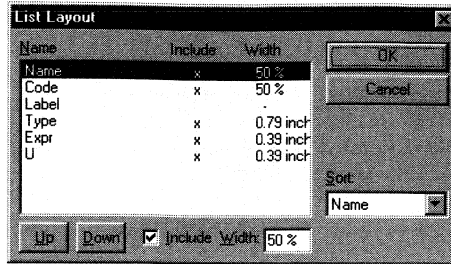 List Layout
Name Include Width
Name x 50 %
Code x 50 %
Label -
Type x 0.79 inch
Expr x 0.39 inch
U x 0.39 inch
OK
Cancel
Sort:
Name
Up Down Include Width: 50 %